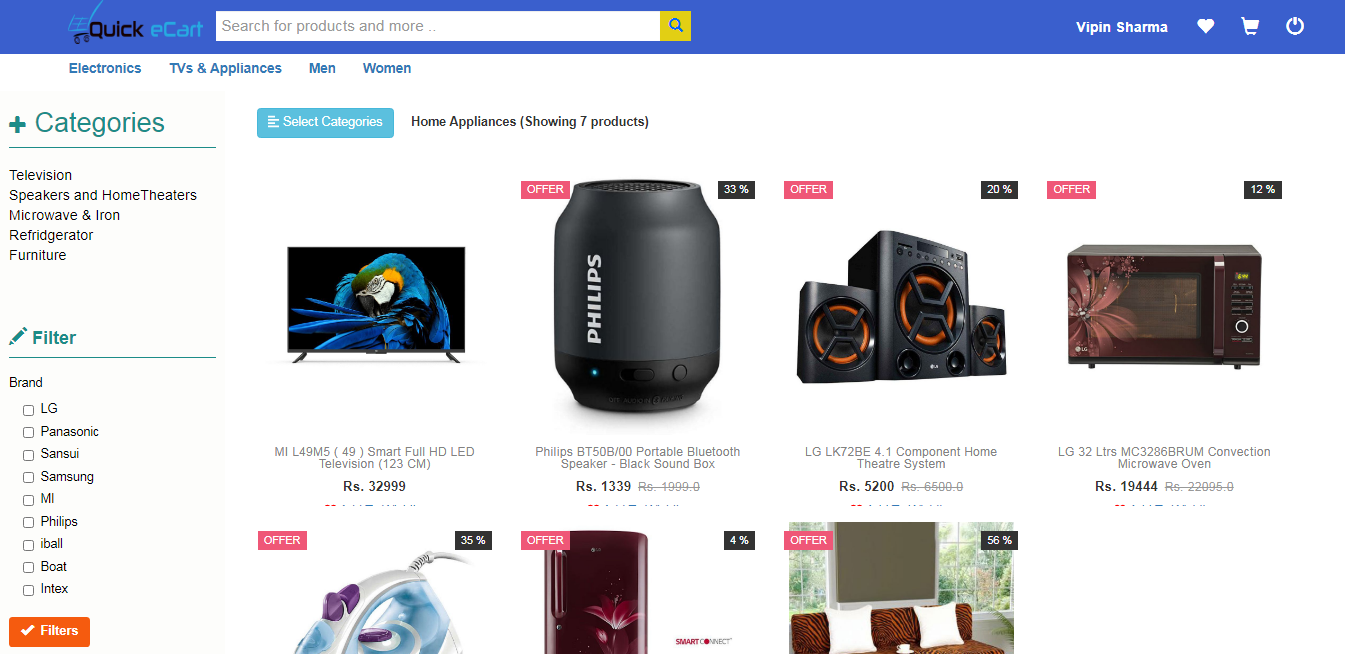 Quick eCart
Search for products and more ..
Vipin Sharma
Electronics TVs & Appliances Men Women
Categories
Select Categories
Home Appliances (Showing 7 products)
Television
Speakers and HomeTheaters
Microwave & Iron
Refridgerator
Furniture
Filter
Brand
LG
Panasonic
Sansui
Samsung
MI
Philips
iball
Boat
Intex
Filters
MI L49M5 ( 49 ) Smart Full HD LED
Television (123 CM)
Rs. 32999
OFFER 33 %
PHILIPS
Philips BT50B/00 Portable Bluetooth
Speaker - Black Sound Box
Rs. 1339 Rs. 1999.0
OFFER 20 %
LG
LG LK72BE 4.1 Component Home
Theatre System
Rs. 5200 Rs. 6500.0
OFFER 12 %
LG
LG 32 Ltrs MC3286BRUM Convection
Microwave Oven
Rs. 19444 Rs. 22095.0
OFFER 35 %
OFFER 4 %
LG
SMART CONNECT
OFFER 56 %